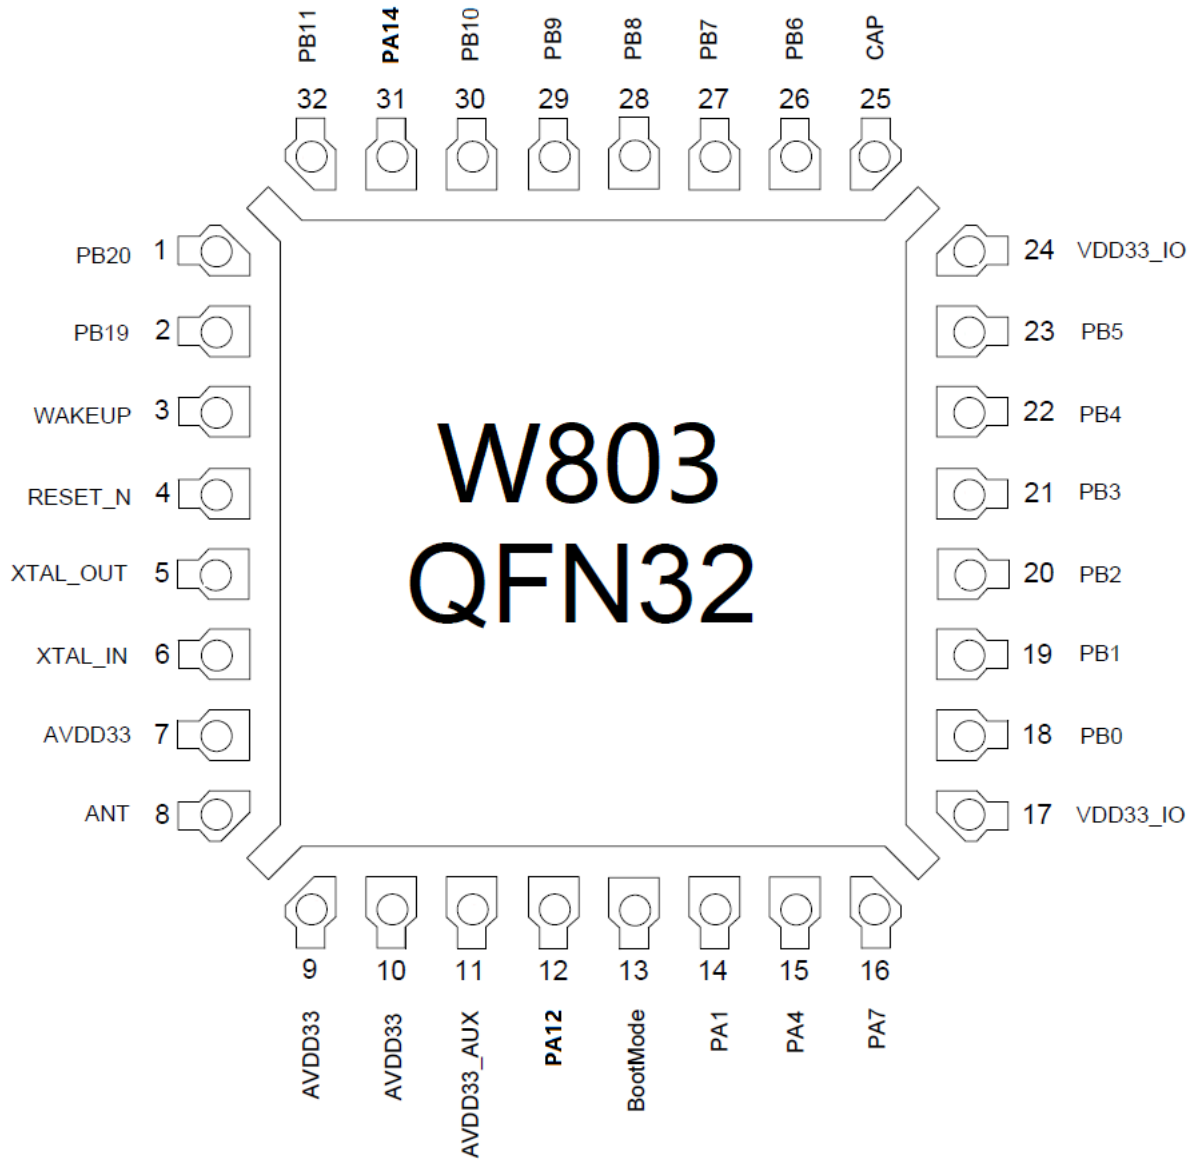 PB11 PA14 PB10 PB9 PB8 PB7 PB6 CAP
32 31 30 29 28 27 26 25
PB20 1
PB19 2
WAKEUP 3
RESET_N 4
XTAL_OUT 5
XTAL_IN 6
AVDD33 7
ANT 8
W803
QFN32
24 VDD33_IO
23 PB5
22 PB4
21 PB3
20 PB2
19 PB1
18 PB0
17 VDD33_IO
9 10 11 12 13 14 15 16
AVDD33 AVDD33 AVDD33_AUX PA12 BootMode PA1 PA4 PA7